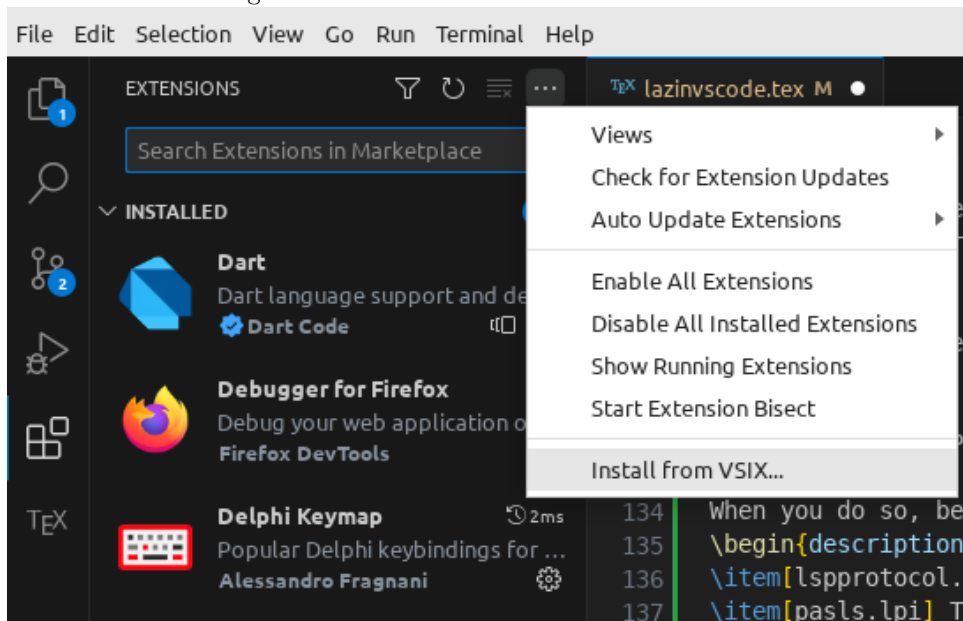 File Edit Selection View Go Run Terminal Help
EXTENSIONS
TEX lazinvscode.tex M
1
Search Extensions in Marketplace
INSTALLED
Views
Check for Extension Updates
Auto Update Extensions
Enable All Extensions
Disable All Installed Extensions
Show Running Extensions
Start Extension Bisect
Install from VSIX...
2
Dart
Dart language support and de
Dart Code
Debugger for Firefox
Debug your web application o
Firefox DevTools
TEX
Delphi Keymap 2ms
Popular Delphi keybindings for ...
Alessandro Fragnani
134 When you do so, be
135 \begin{description
136 \item[lspprotocol.
137 \item[pasls.lpi] T